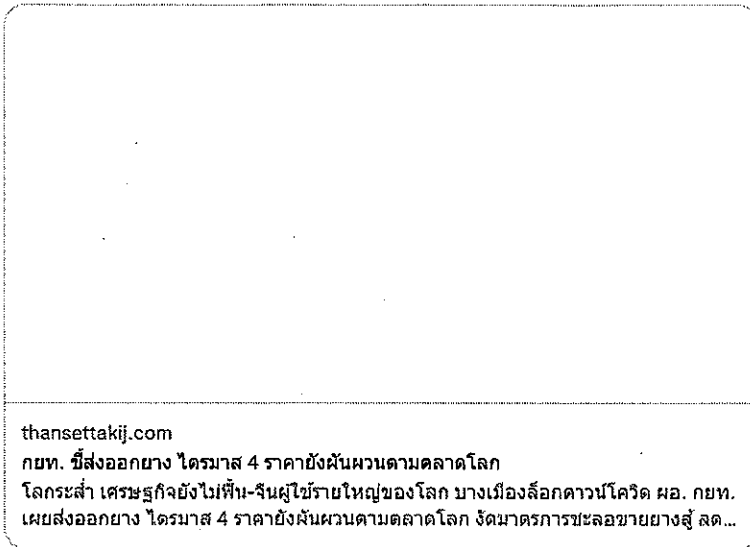 thansettakij.com
กยท. ชี้ส่งออกยาง ไตรมาส 4 ราคายังผันผวนตามตลาดโลก
โลกระส่ำ เศรษฐกิจยังไม่ฟื้น-จีนผู้ใช้รายใหญ่ของโลก บางเมืองล็อกดาวน์โควิด ผอ. กยท.
เผยส่งออกยาง ไตรมาส 4 ราคายังผันผวนตามตลาดโลก งัดมาตรการชะลอขายยางสู้ ลด...